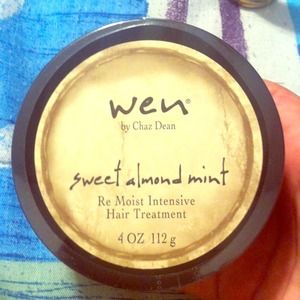 wen®
by Chaz Dean
sweet almond mint
Re Moist Intensive
Hair Treatment
4 OZ 112 g